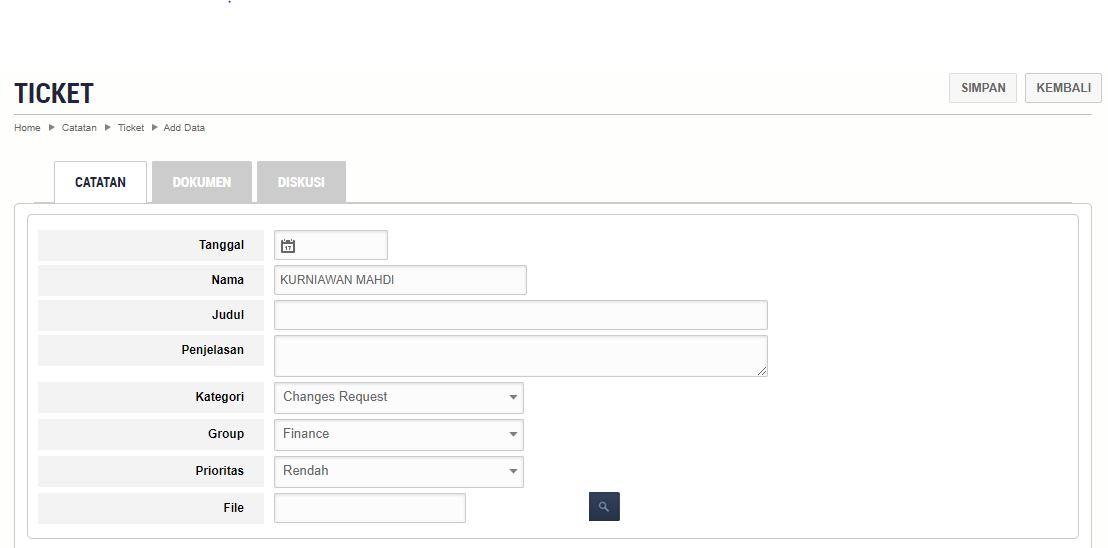 TICKET
SIMPAN KEMBALI
Home Catatan Ticket Add Data
CATATAN DOKUMEN DISKUSI
Tanggal 17
Nama KURNIAWAN MAHDI
Judul
Penjelasan
Kategori Changes Request
Group Finance
Prioritas Rendah
File